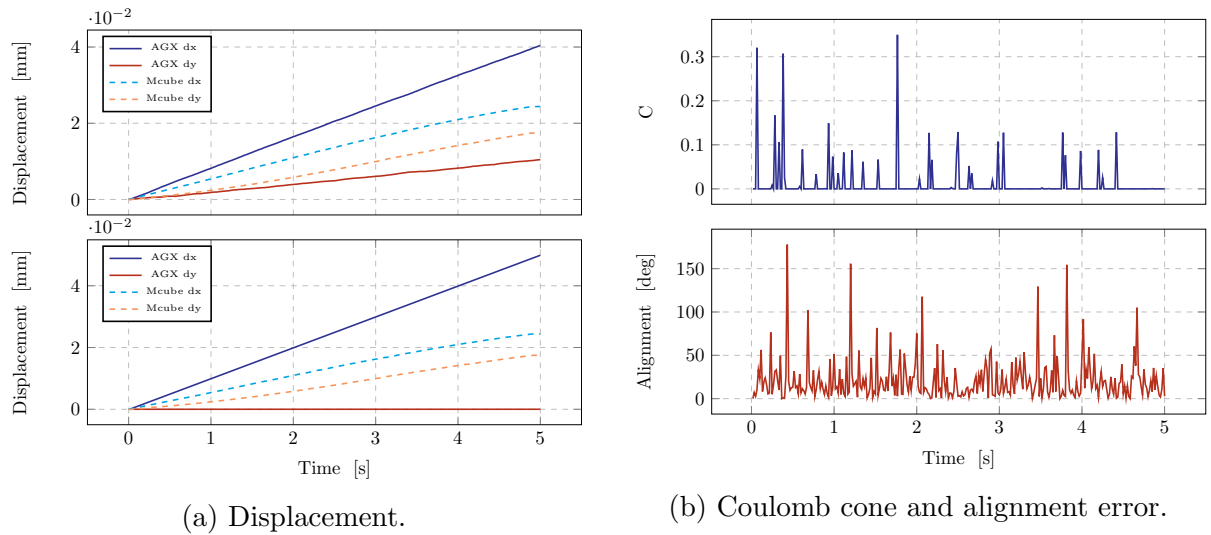 ·10⁻²
4
2
0
Displacement [mm]
AGX dx
AGX dy
Mcube dx
Mcube dy
·10⁻²
4
2
0
Displacement [mm]
AGX dx
AGX dy
Mcube dx
Mcube dy
0 1 2 3 4 5
Time [s]
(a) Displacement.
0.3
0.2
0.1
0
C
150
100
50
0
Alignment [deg]
0 1 2 3 4 5
Time [s]
(b) Coulomb cone and alignment error.